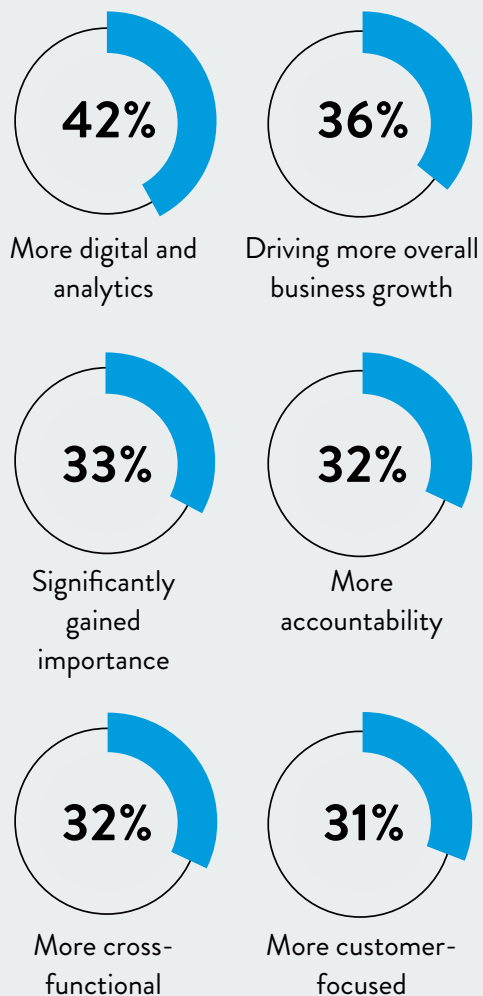 42%
More digital and
analytics
36%
Driving more overall
business growth
33%
Significantly
gained
importance
32%
More
accountability
32%
More cross-
functional
31%
More customer-
focused